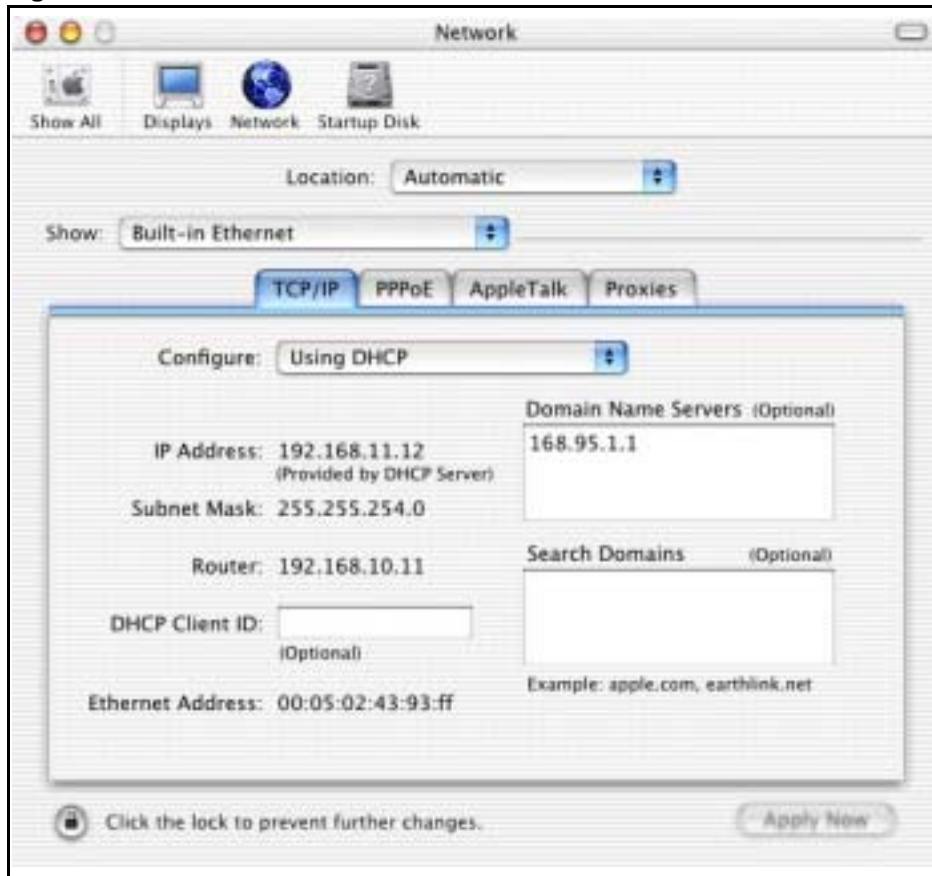 Network
Show All Displays Network Startup Disk
Location: Automatic
Show: Built-in Ethernet
TCP/IP PPPoE AppleTalk Proxies
Configure: Using DHCP
Domain Name Servers (Optional)
168.95.1.1
IP Address: 192.168.11.12
(Provided by DHCP Server)
Subnet Mask: 255.255.254.0
Router: 192.168.10.11
Search Domains (Optional)
DHCP Client ID:
(Optional)
Example: apple.com, earthlink.net
Ethernet Address: 00:05:02:43:93:ff
Click the lock to prevent further changes.
Apply Now